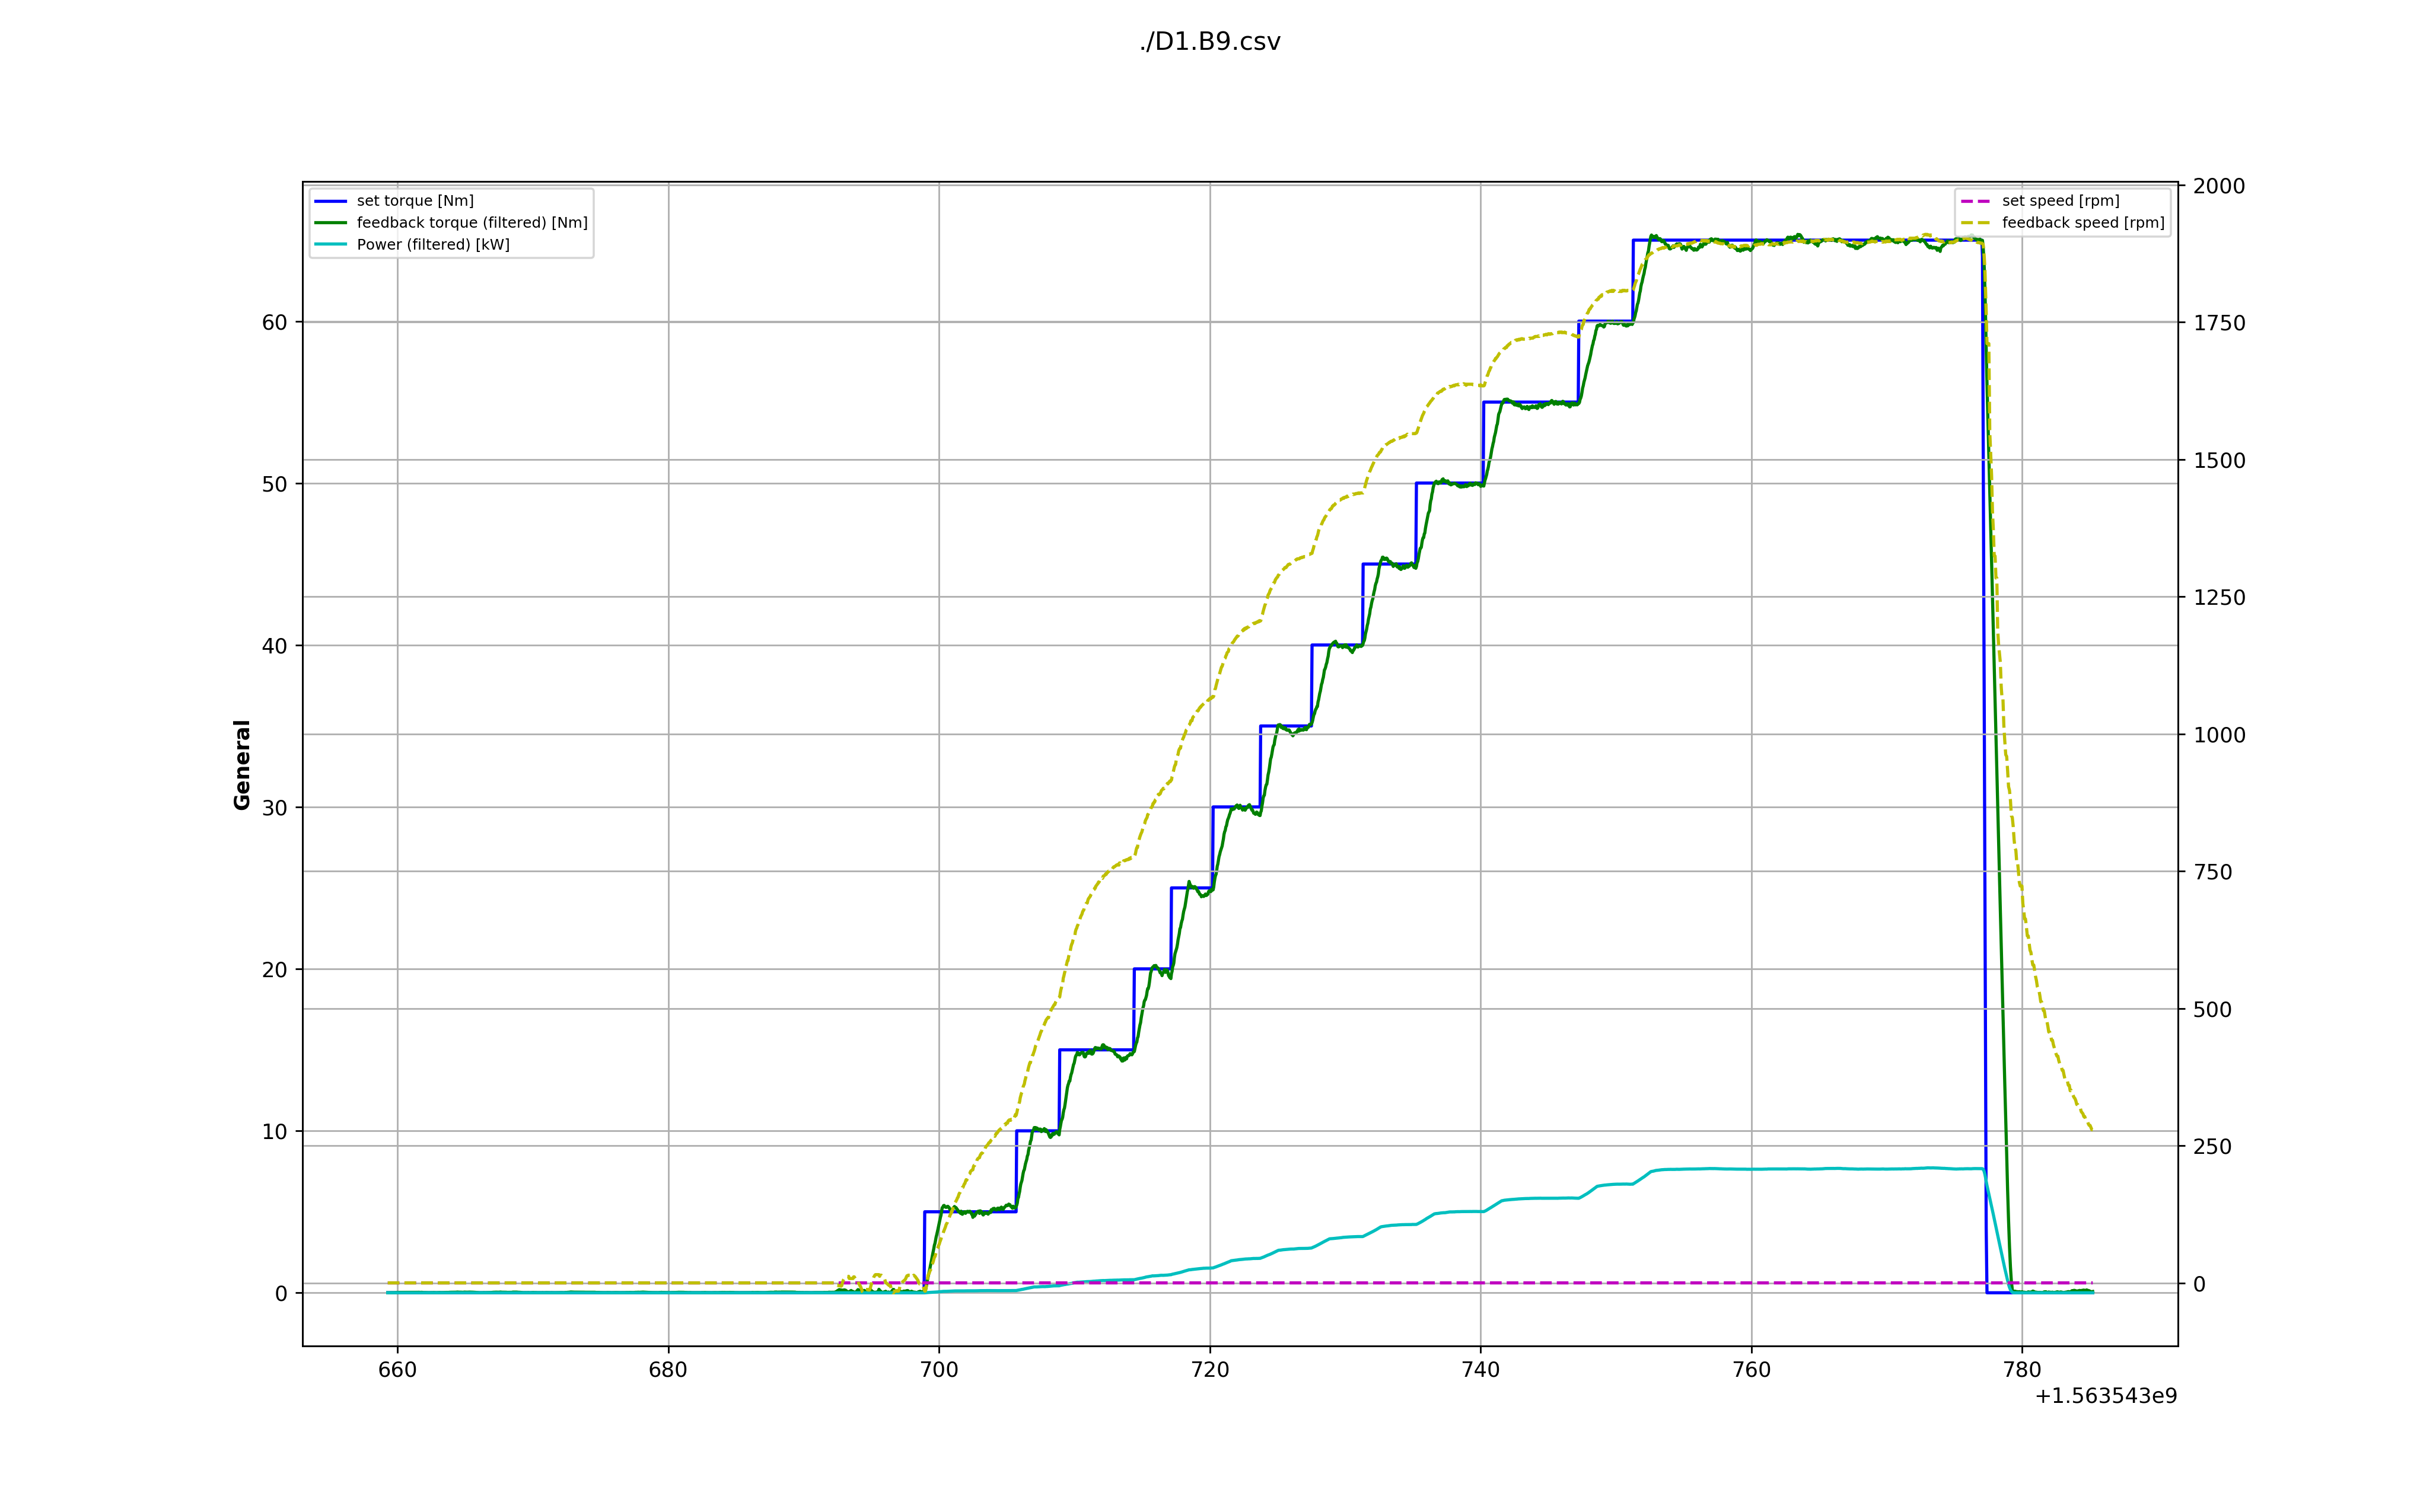 ./D1.B9.csv
set torque [Nm]
feedback torque (filtered) [Nm]
Power (filtered) [kW]
set speed [rpm]
feedback speed [rpm]
General
60
50
40
30
20
10
0
2000
1750
1500
1250
1000
750
500
250
0
660 680 700 720 740 760 780
+1.563543e9